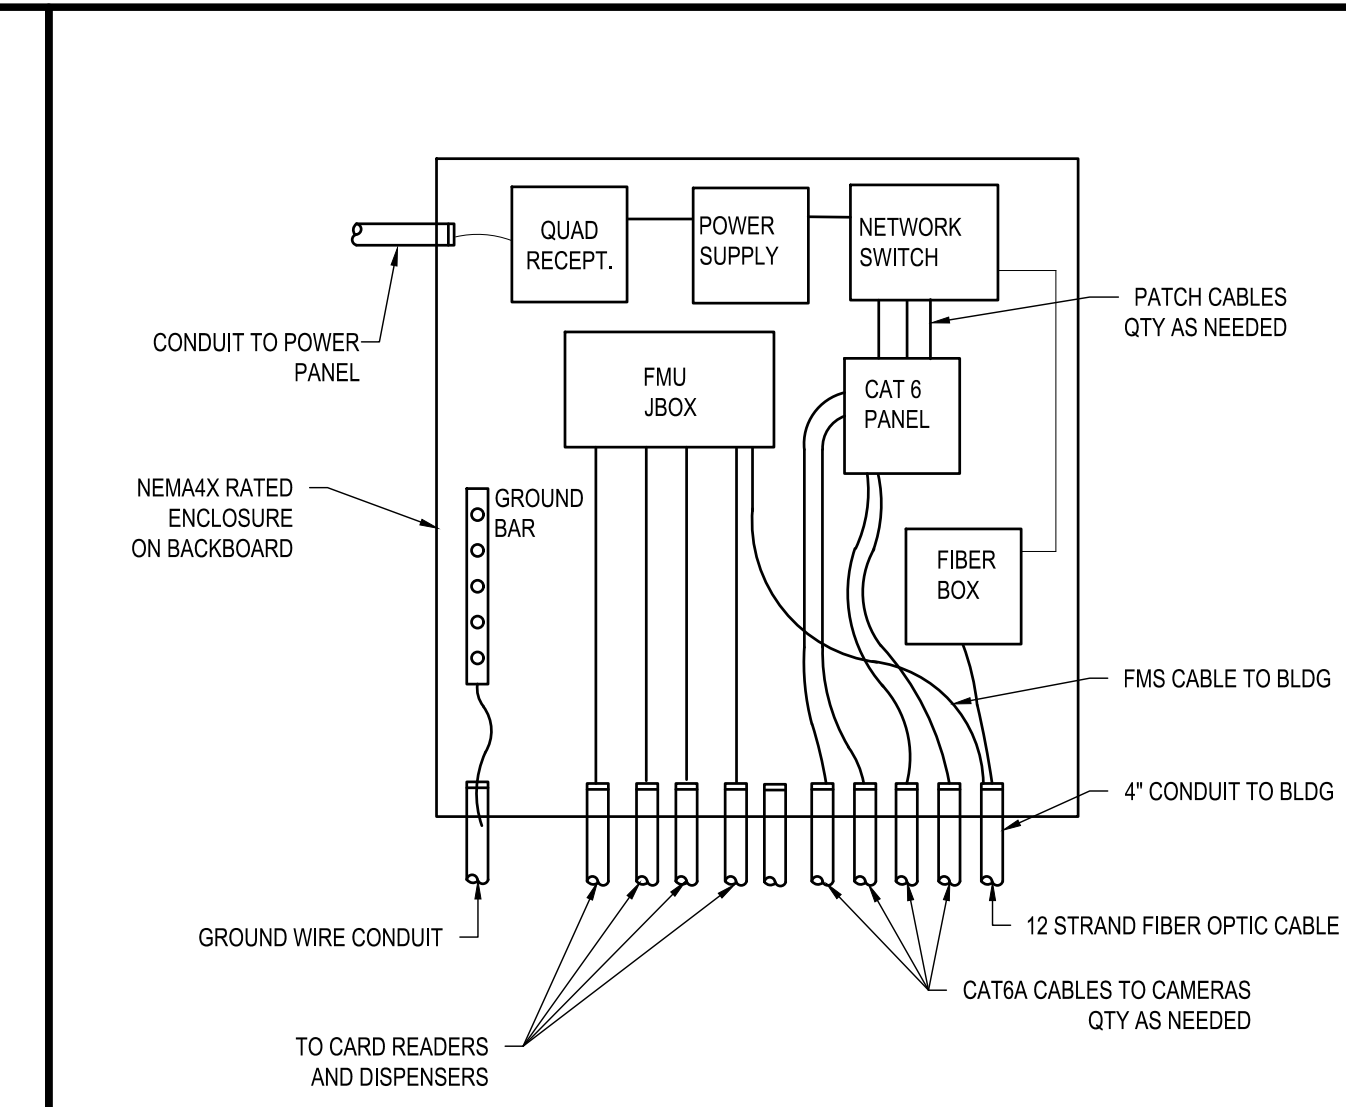 QUAD
RECEPT.
POWER
SUPPLY
NETWORK
SWITCH
PATCH CABLES
QTY AS NEEDED
CONDUIT TO POWER
PANEL
FMU
JBOX
CAT 6
PANEL
NEMA4X RATED
ENCLOSURE
ON BACKBOARD
GROUND
BAR
FIBER
BOX
FMS CABLE TO BLDG
4" CONDUIT TO BLDG
GROUND WIRE CONDUIT
12 STRAND FIBER OPTIC CABLE
CAT6A CABLES TO CAMERAS
QTY AS NEEDED
TO CARD READERS
AND DISPENSERS